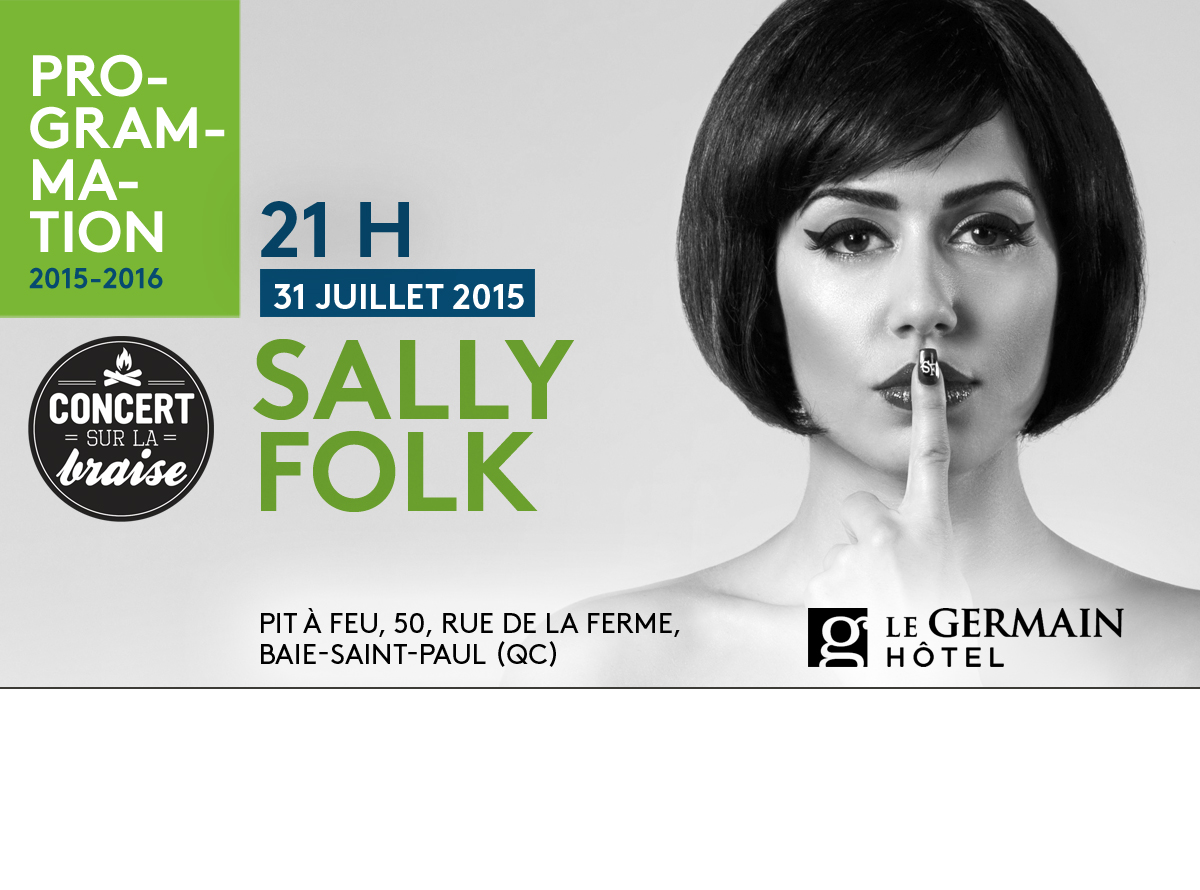 PRO-
GRAM-
MA-
TION
2015-2016
21 H
31 JUILLET 2015
CONCERT
SUR LA
braise
SALLY
FOLK
SF
PIT À FEU, 50, RUE DE LA FERME,
BAIE-SAINT-PAUL (QC)
g
LE GERMAIN
HÔTEL